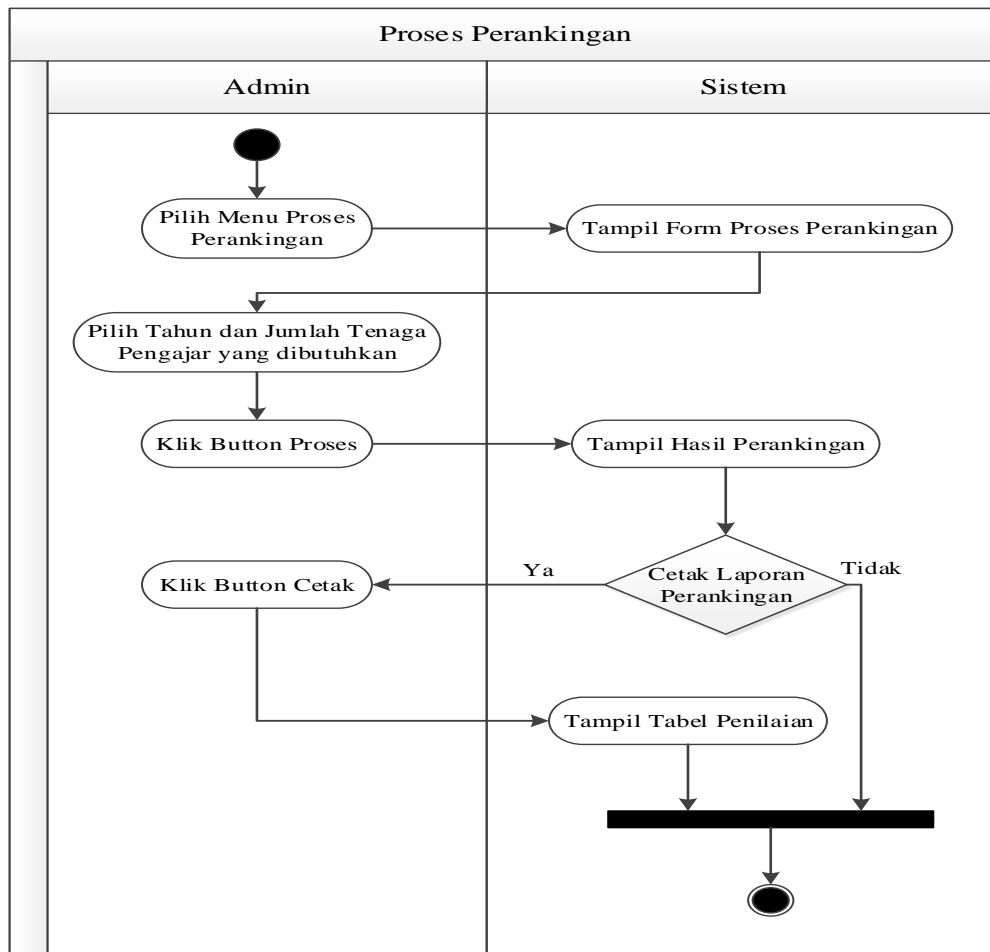 Proses Perankingan
Admin
Sistem
Pilih Menu Proses
Perankingan
Tampil Form Proses Perankingan
Pilih Tahun dan Jumlah Tenaga
Pengajar yang dibutuhkan
Klik Button Proses
Tampil Hasil Perankingan
Cetak Laporan
Perankingan
Ya
Tidak
Klik Button Cetak
Tampil Tabel Penilaian